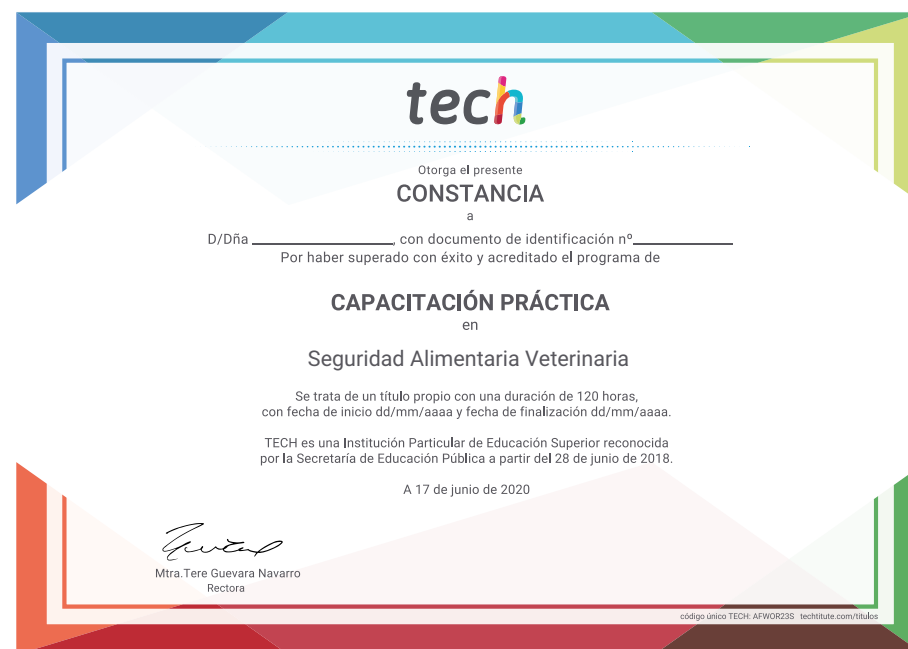 tech
Otorga el presente
CONSTANCIA
a
D/Dña ____________________, con documento de identificación nº______________
Por haber superado con éxito y acreditado el programa de
CAPACITACIÓN PRÁCTICA
en
Seguridad Alimentaria Veterinaria
Se trata de un título propio con una duración de 120 horas,
con fecha de inicio dd/mm/aaaa y fecha de finalización dd/mm/aaaa.
TECH es una Institución Particular de Educación Superior reconocida
por la Secretaría de Educación Pública a partir del 28 de junio de 2018.
A 17 de junio de 2020
Mtra.Tere Guevara Navarro
Rectora
código único TECH: AFWOR23S techtitute.com/titulos